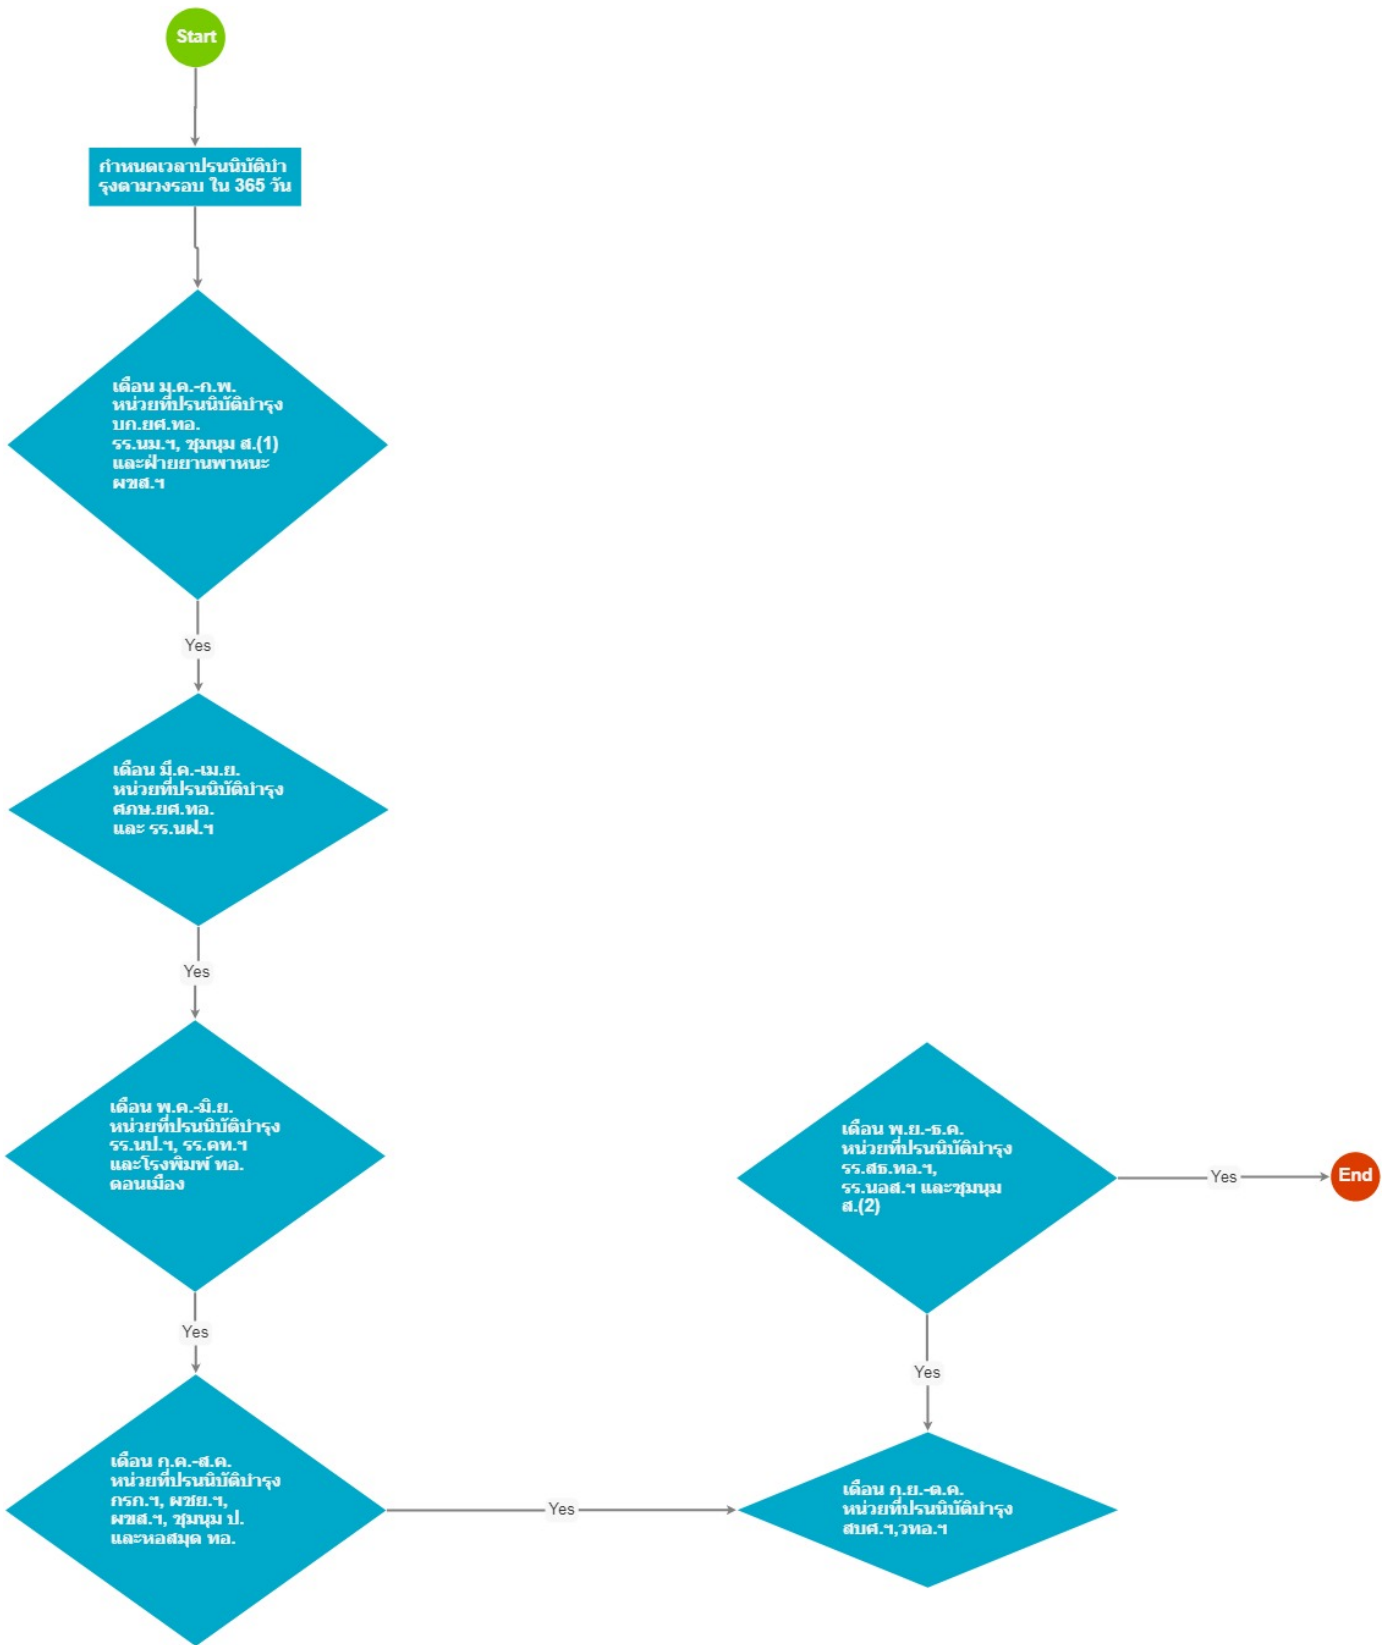 Start
กำหนดเวลาปรนนิบัติบำ
รุงตามวงรอบ ใน 365 วัน
เดือน ม.ค.-ก.พ.
หน่วยที่ปรนนิบัติบำรุง
บก.ยศ.ทอ.
รร.นม.ฯ, ชุมนุม ส.(1)
และฝ่ายยานพาหนะ
ผขส.ฯ
Yes
เดือน มี.ค.-เม.ย.
หน่วยที่ปรนนิบัติบำรุง
ศภษ.ยศ.ทอ.
และ รร.นฝ.ฯ
Yes
เดือน พ.ค.-มิ.ย.
หน่วยที่ปรนนิบัติบำรุง
รร.นป.ฯ, รร.คท.ฯ
และโรงพิมพ์ ทอ.
ดอนเมือง
Yes
เดือน ก.ค.-ส.ค.
หน่วยที่ปรนนิบัติบำรุง
กรก.ฯ, ผชย.ฯ,
ผขส.ฯ, ชุมนุม ป.
และหอสมุด ทอ.
Yes
เดือน ก.ย.-ต.ค.
หน่วยที่ปรนนิบัติบำรุง
สบศ.ฯ,วทอ.ฯ
Yes
เดือน พ.ย.-ธ.ค.
หน่วยที่ปรนนิบัติบำรุง
รร.สธ.ทอ.ฯ,
รร.นอส.ฯ และชุมนุม
ส.(2)
Yes
End